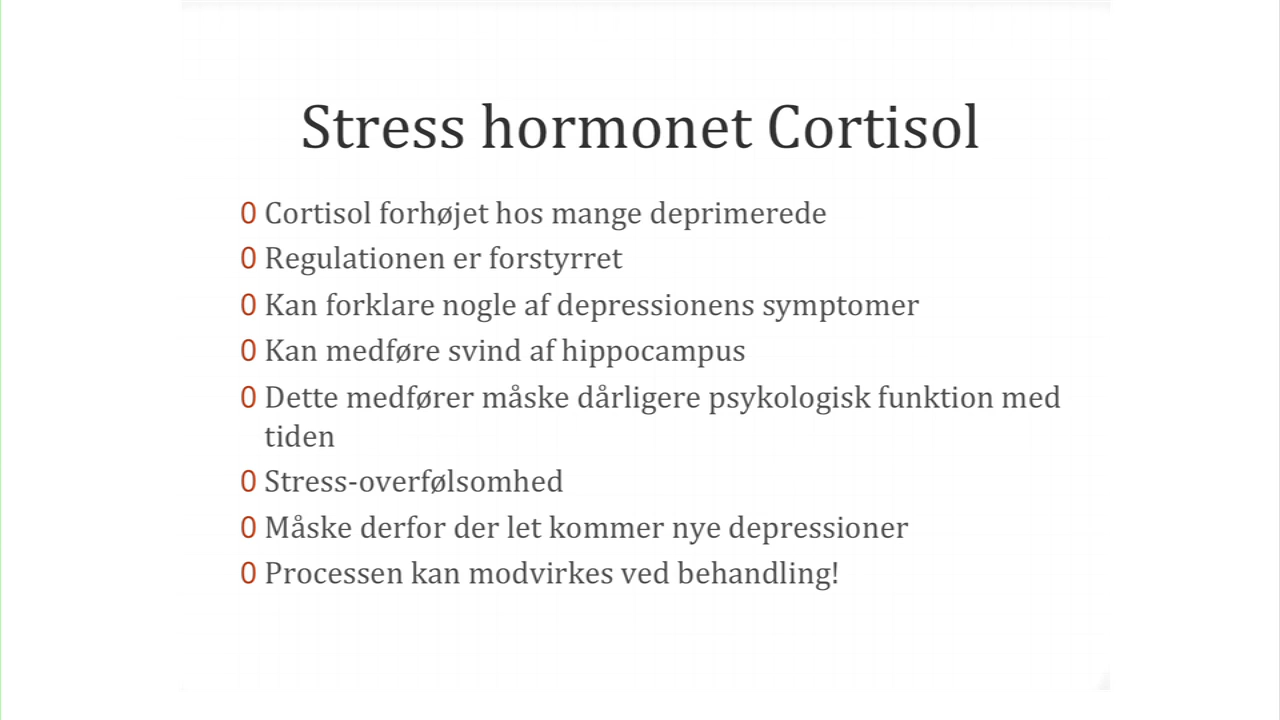 Stress hormonet Cortisol
0 Cortisol forhøjet hos mange deprimerede
0 Regulationen er forstyrret
0 Kan forklare nogle af depressionens symptomer
0 Kan medføre svind af hippocampus
0 Dette medfører måske dårligere psykologisk funktion med
tiden
0 Stress-overfølsomhed
0 Måske derfor der let kommer nye depressioner
0 Processen kan modvirkes ved behandling!